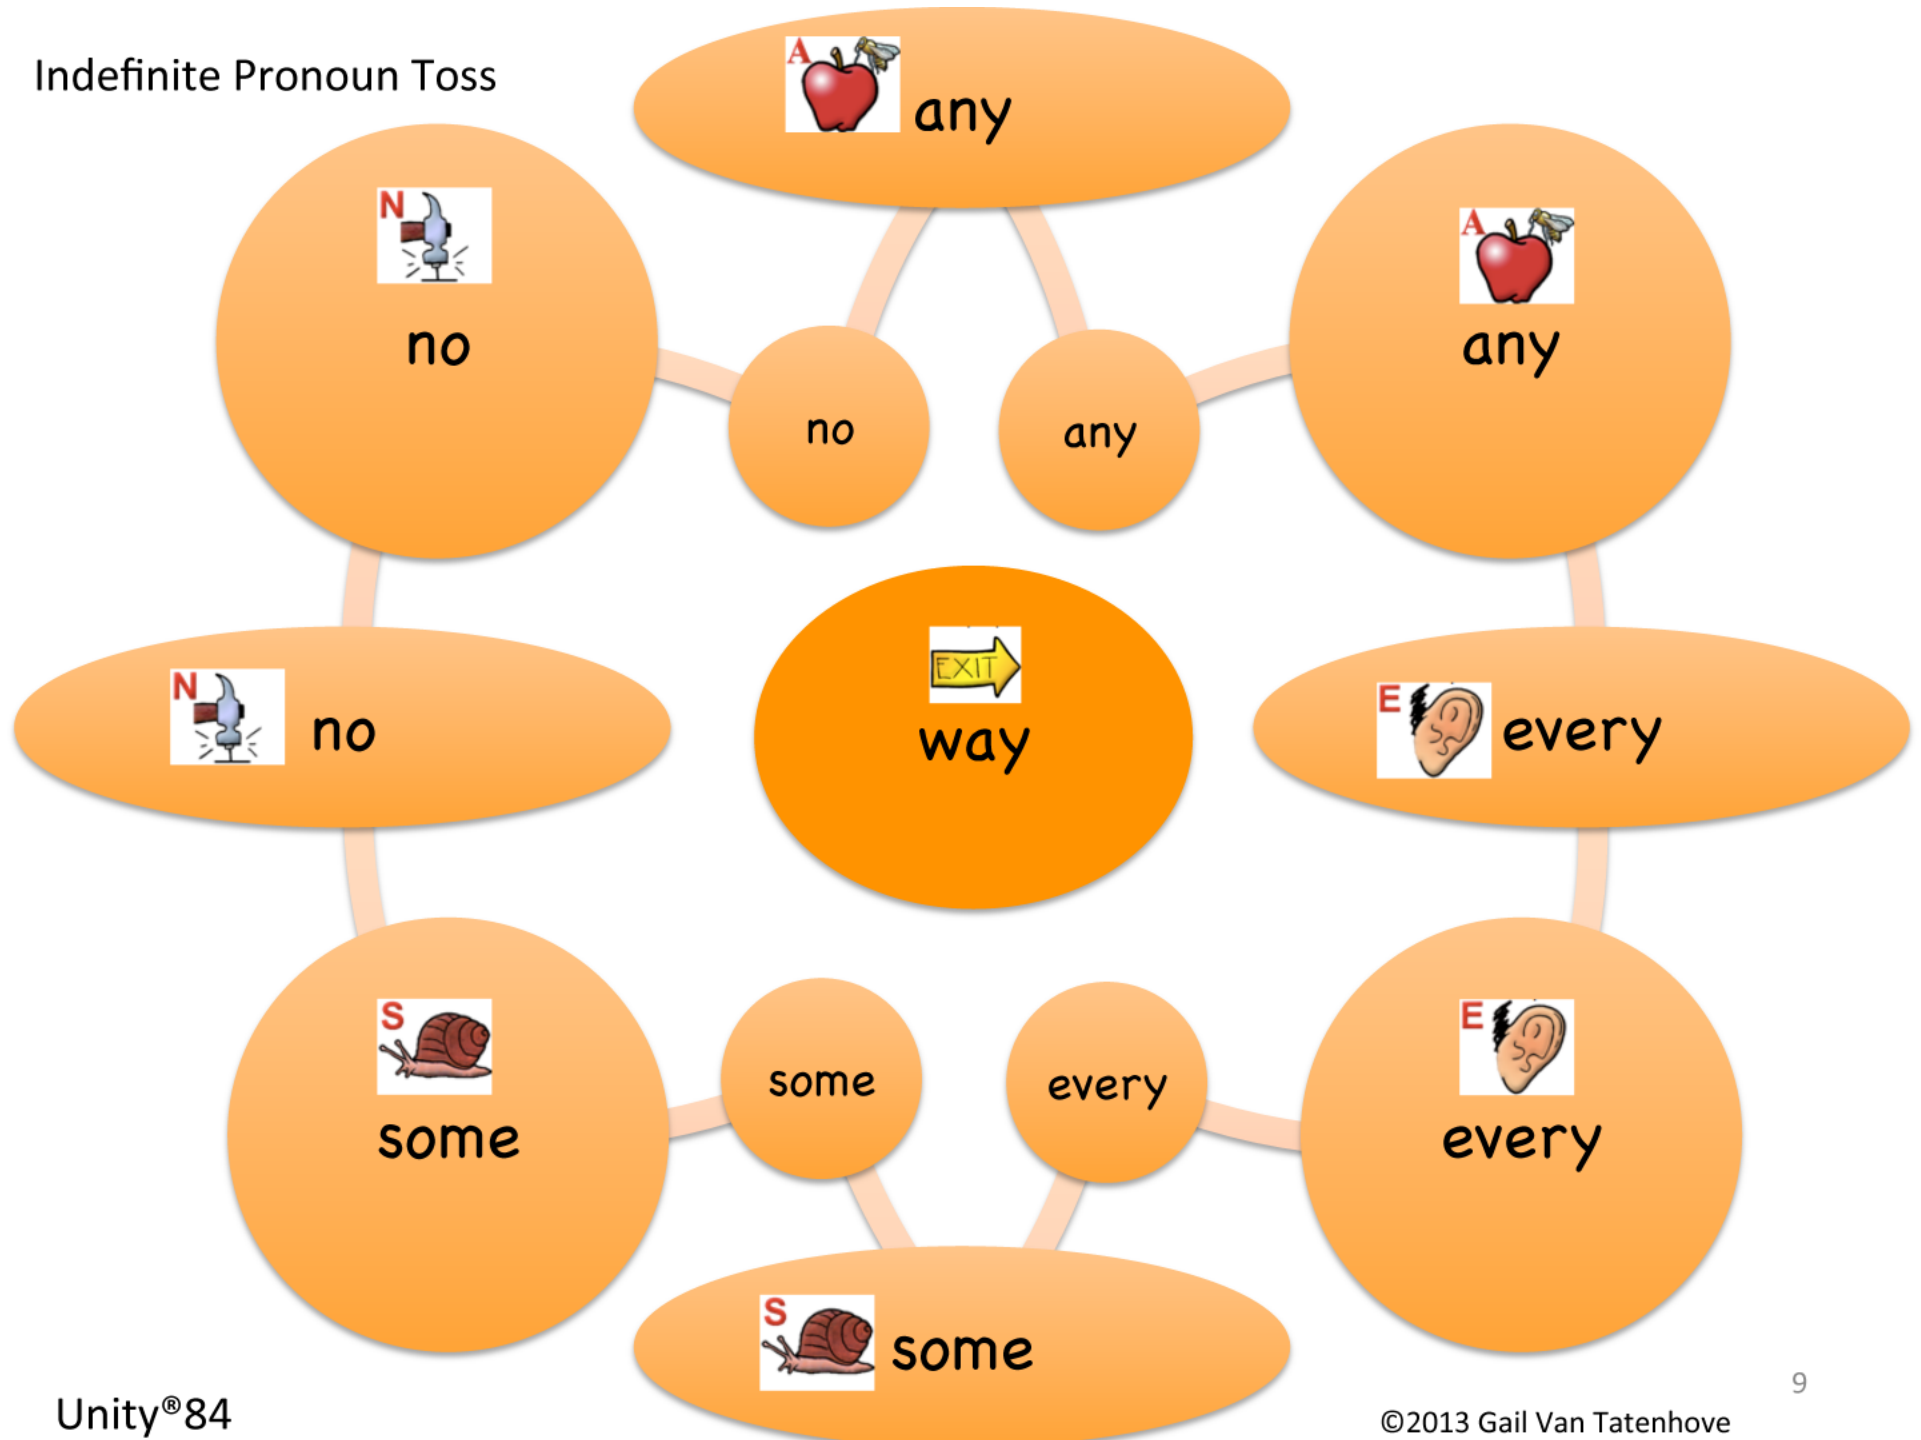 Indefinite Pronoun Toss
A
any
N
no
A
any
no
any
EXIT
way
N
no
E
every
S
some
some
every
E
every
S
some
9
Unity®84
©2013 Gail Van Tatenhove